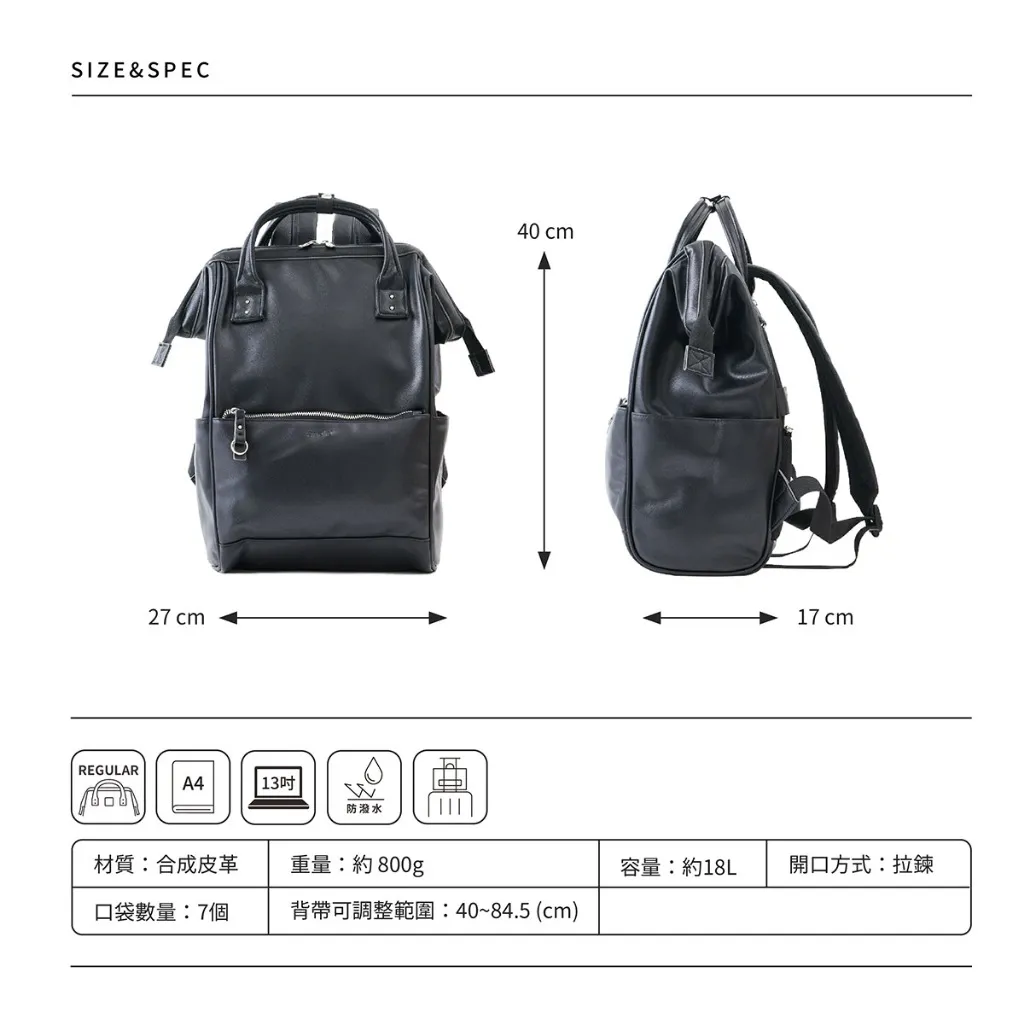 SIZE&SPEC
40 cm
27 cm
17 cm
REGULAR
A4
13吋
防潑水
材質：合成皮革
重量：約 800g
容量：約18L
開口方式：拉鍊
口袋數量：7個
背帶可調整範圍：40~84.5 (cm)